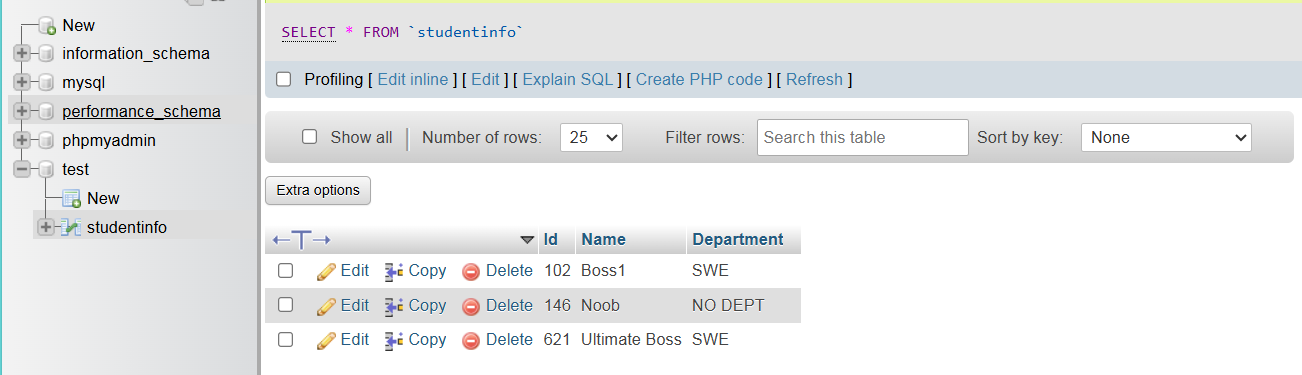 New
information_schema
mysql
performance_schema
phpmyadmin
test
New
studentinfo
SELECT * FROM `studentinfo`
Profiling [ Edit inline ] [ Edit ] [ Explain SQL ] [ Create PHP code ] [ Refresh ]
Show all Number of rows: 25 Filter rows: Search this table Sort by key: None
Extra options
Id Name Department
Edit Copy Delete 102 Boss1 SWE
Edit Copy Delete 146 Noob NO DEPT
Edit Copy Delete 621 Ultimate Boss SWE